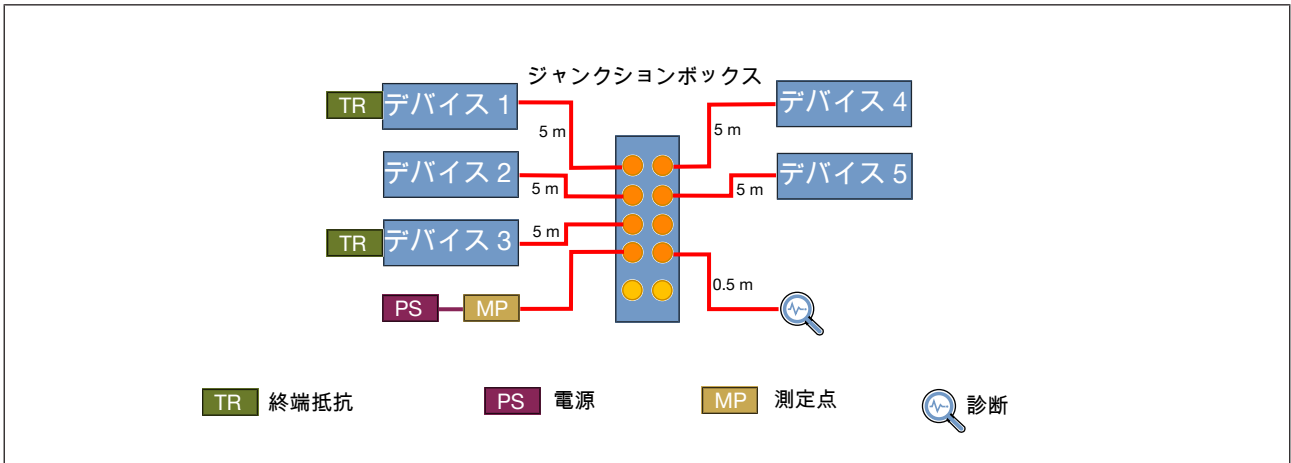 ジャンクションボックス
TR デバイス 1
5 m
デバイス 4
5 m
デバイス 2
5 m
デバイス 5
5 m
TR デバイス 3
5 m
PS MP
0.5 m
TR 終端抵抗
PS 電源
MP 測定点
診断